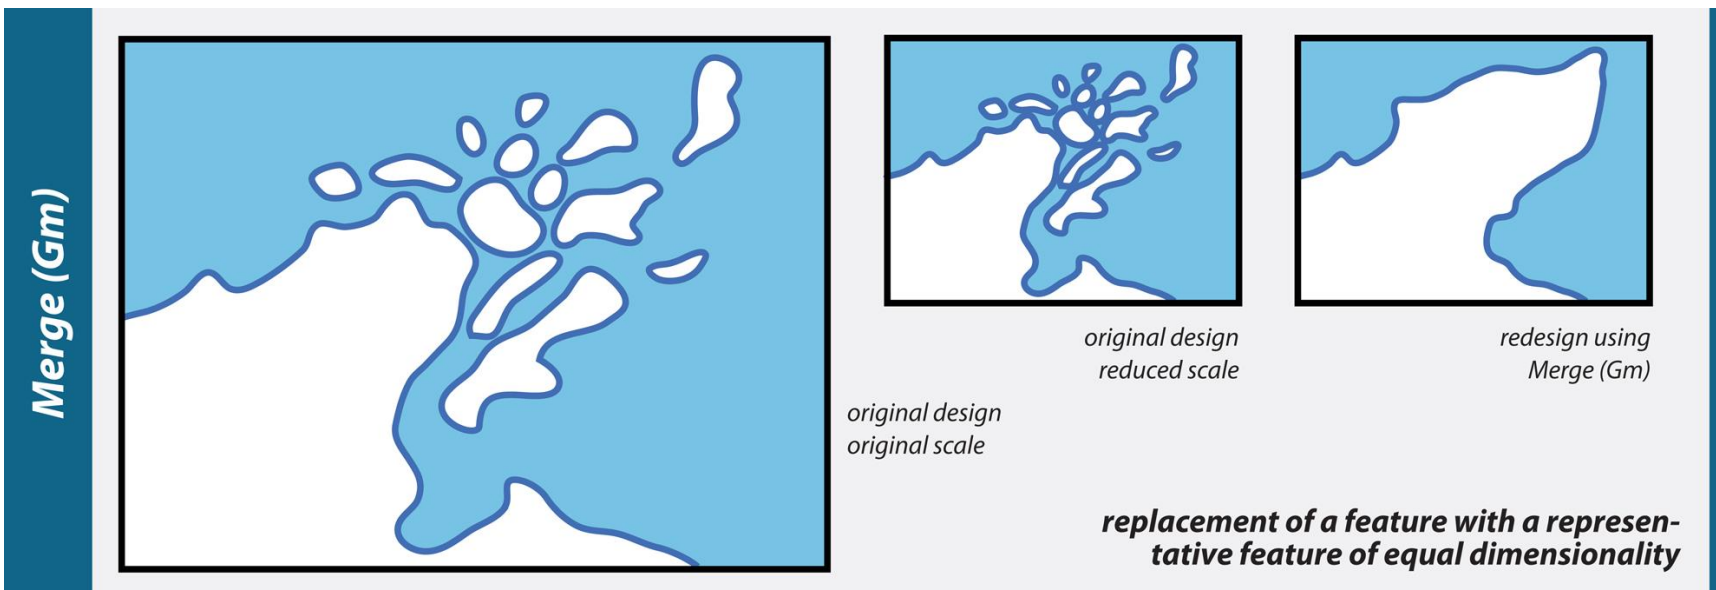 Merge (Gm)
original design
original scale
original design
reduced scale
redesign using
Merge (Gm)
replacement of a feature with a represen-
tative feature of equal dimensionality